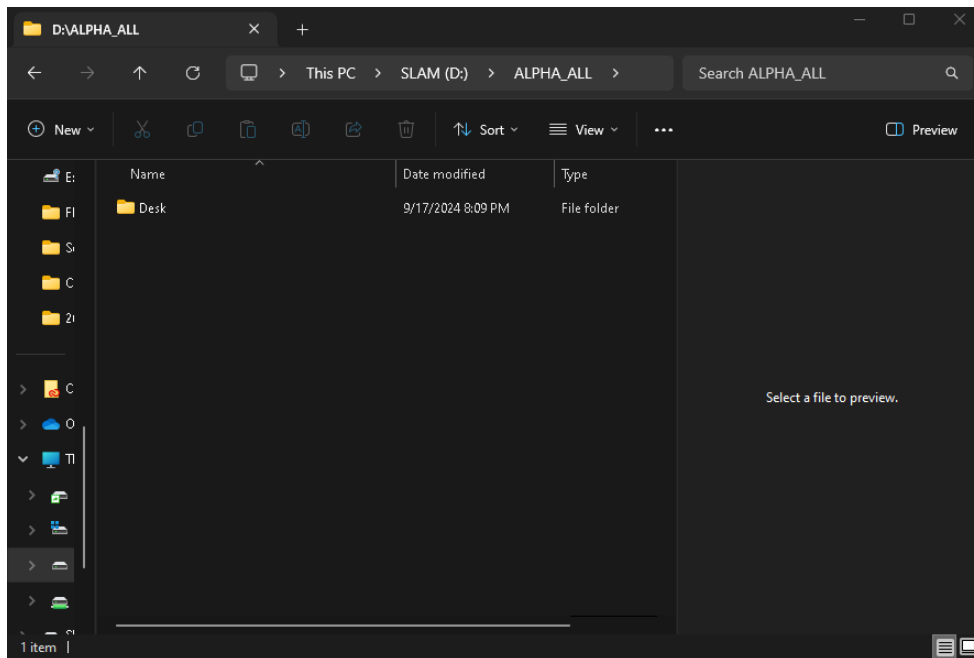 D:\ALPHA_ALL
This PC > SLAM (D:) > ALPHA_ALL >
Search ALPHA_ALL
New
Sort
View
Preview
Name
Date modified
Type
Desk
9/17/2024 8:09 PM
File folder
Select a file to preview.
1 item